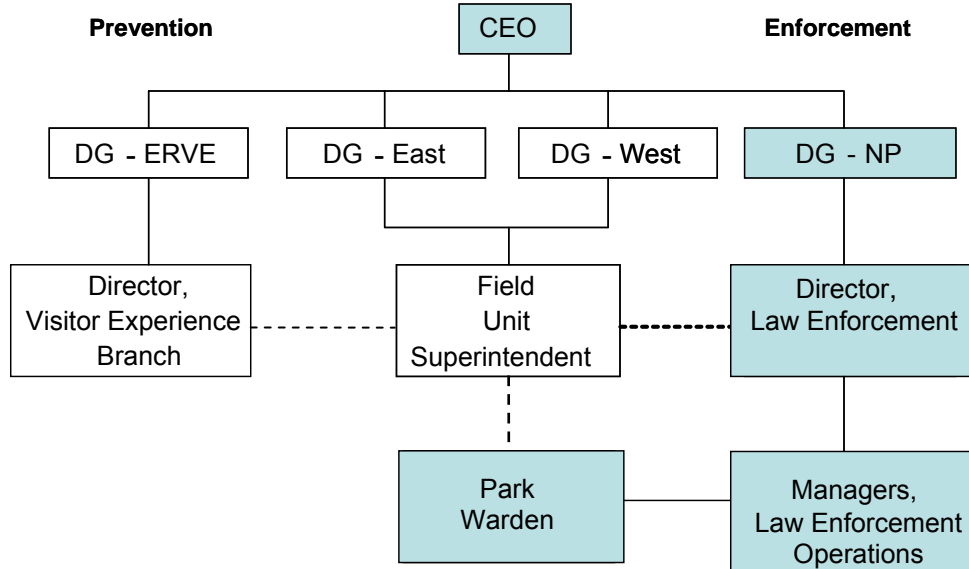 Prevention
CEO
Enforcement
DG - ERVE
DG - East
DG - West
DG - NP
Director,
Visitor Experience
Branch
Field
Unit
Superintendent
Director,
Law Enforcement
Park
Warden
Managers,
Law Enforcement
Operations